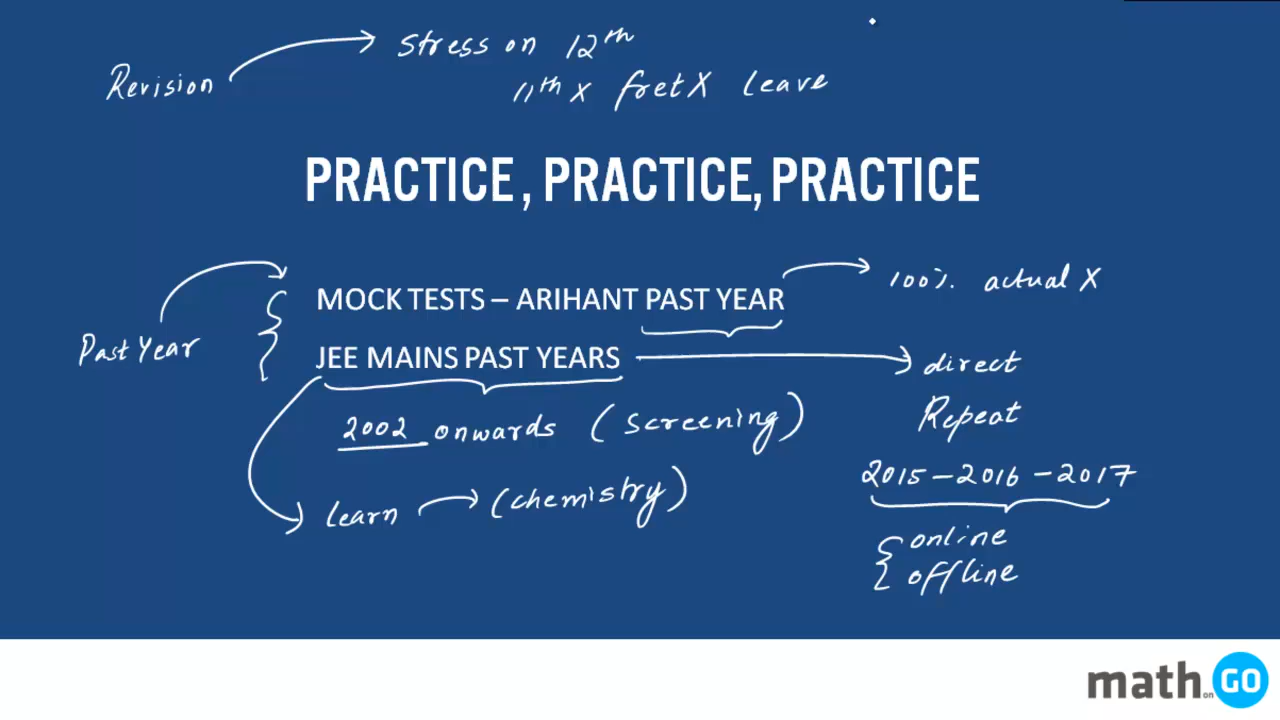 Revision → Stress on 12th
11th X fret X leave
PRACTICE, PRACTICE, PRACTICE
MOCK TESTS – ARIHANT PAST YEAR → 100% actual X
Past Year
JEE MAINS PAST YEARS → direct
Repeat
2002 onwards (screening)
2015 – 2016 – 2017
learn → (chemistry)
online
offline
math on GO